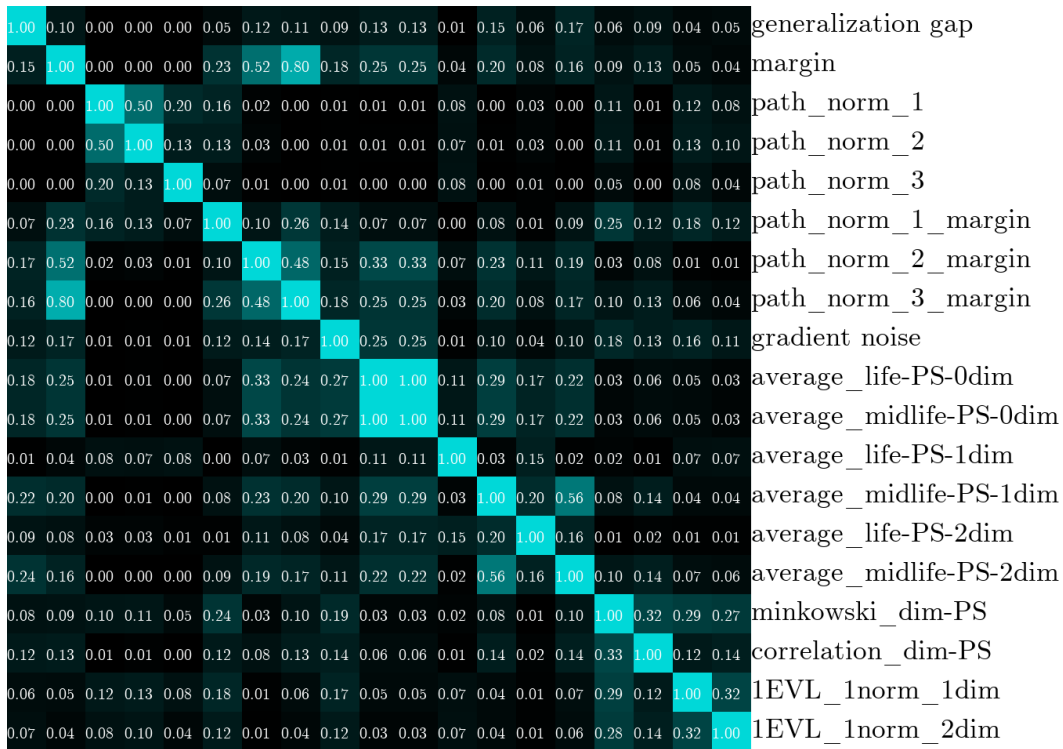 1.00 0.10 0.00 0.00 0.00 0.05 0.12 0.11 0.09 0.13 0.13 0.01 0.15 0.06 0.17 0.06 0.09 0.04 0.05 generalization gap
0.15 1.00 0.00 0.00 0.00 0.23 0.52 0.80 0.18 0.25 0.25 0.04 0.20 0.08 0.16 0.09 0.13 0.05 0.04 margin
0.00 0.00 1.00 0.50 0.20 0.16 0.02 0.00 0.01 0.01 0.01 0.08 0.00 0.03 0.00 0.11 0.01 0.12 0.08 path_norm_1
0.00 0.00 0.50 1.00 0.13 0.13 0.03 0.00 0.01 0.01 0.01 0.07 0.01 0.03 0.00 0.11 0.01 0.13 0.10 path_norm_2
0.00 0.00 0.20 0.13 1.00 0.07 0.01 0.00 0.01 0.00 0.00 0.08 0.00 0.01 0.00 0.05 0.00 0.08 0.04 path_norm_3
0.07 0.23 0.16 0.13 0.07 1.00 0.10 0.26 0.14 0.07 0.07 0.00 0.08 0.01 0.09 0.25 0.12 0.18 0.12 path_norm_1_margin
0.17 0.52 0.02 0.03 0.01 0.10 1.00 0.48 0.15 0.33 0.33 0.07 0.23 0.11 0.19 0.03 0.08 0.01 0.01 path_norm_2_margin
0.16 0.80 0.00 0.00 0.00 0.26 0.48 1.00 0.18 0.25 0.25 0.03 0.20 0.08 0.17 0.10 0.13 0.06 0.04 path_norm_3_margin
0.12 0.17 0.01 0.01 0.01 0.12 0.14 0.17 1.00 0.25 0.25 0.01 0.10 0.04 0.10 0.18 0.13 0.16 0.11 gradient noise
0.18 0.25 0.01 0.01 0.00 0.07 0.33 0.24 0.27 1.00 1.00 0.11 0.29 0.17 0.22 0.03 0.06 0.05 0.03 average_life-PS-0dim
0.18 0.25 0.01 0.01 0.00 0.07 0.33 0.24 0.27 1.00 1.00 0.11 0.29 0.17 0.22 0.03 0.06 0.05 0.03 average_midlife-PS-0dim
0.01 0.04 0.08 0.07 0.08 0.00 0.07 0.03 0.01 0.11 0.11 1.00 0.03 0.15 0.02 0.02 0.01 0.07 0.07 average_life-PS-1dim
0.22 0.20 0.00 0.01 0.00 0.08 0.23 0.20 0.10 0.29 0.29 0.03 1.00 0.20 0.56 0.08 0.14 0.04 0.04 average_midlife-PS-1dim
0.09 0.08 0.03 0.03 0.01 0.01 0.11 0.08 0.04 0.17 0.17 0.15 0.20 1.00 0.16 0.01 0.02 0.01 0.01 average_life-PS-2dim
0.24 0.16 0.00 0.00 0.00 0.09 0.19 0.17 0.11 0.22 0.22 0.02 0.56 0.16 1.00 0.10 0.14 0.07 0.06 average_midlife-PS-2dim
0.08 0.09 0.10 0.11 0.05 0.24 0.03 0.10 0.19 0.03 0.03 0.02 0.08 0.01 0.10 1.00 0.32 0.29 0.27 minkowski_dim-PS
0.12 0.13 0.01 0.01 0.00 0.12 0.08 0.13 0.14 0.06 0.06 0.01 0.14 0.02 0.14 0.33 1.00 0.12 0.14 correlation_dim-PS
0.06 0.05 0.12 0.13 0.08 0.18 0.01 0.06 0.17 0.05 0.05 0.07 0.04 0.01 0.07 0.29 0.12 1.00 0.32 1EVL_1norm_1dim
0.07 0.04 0.08 0.10 0.04 0.12 0.01 0.04 0.12 0.03 0.03 0.07 0.04 0.01 0.06 0.28 0.14 0.32 1.00 1EVL_1norm_2dim